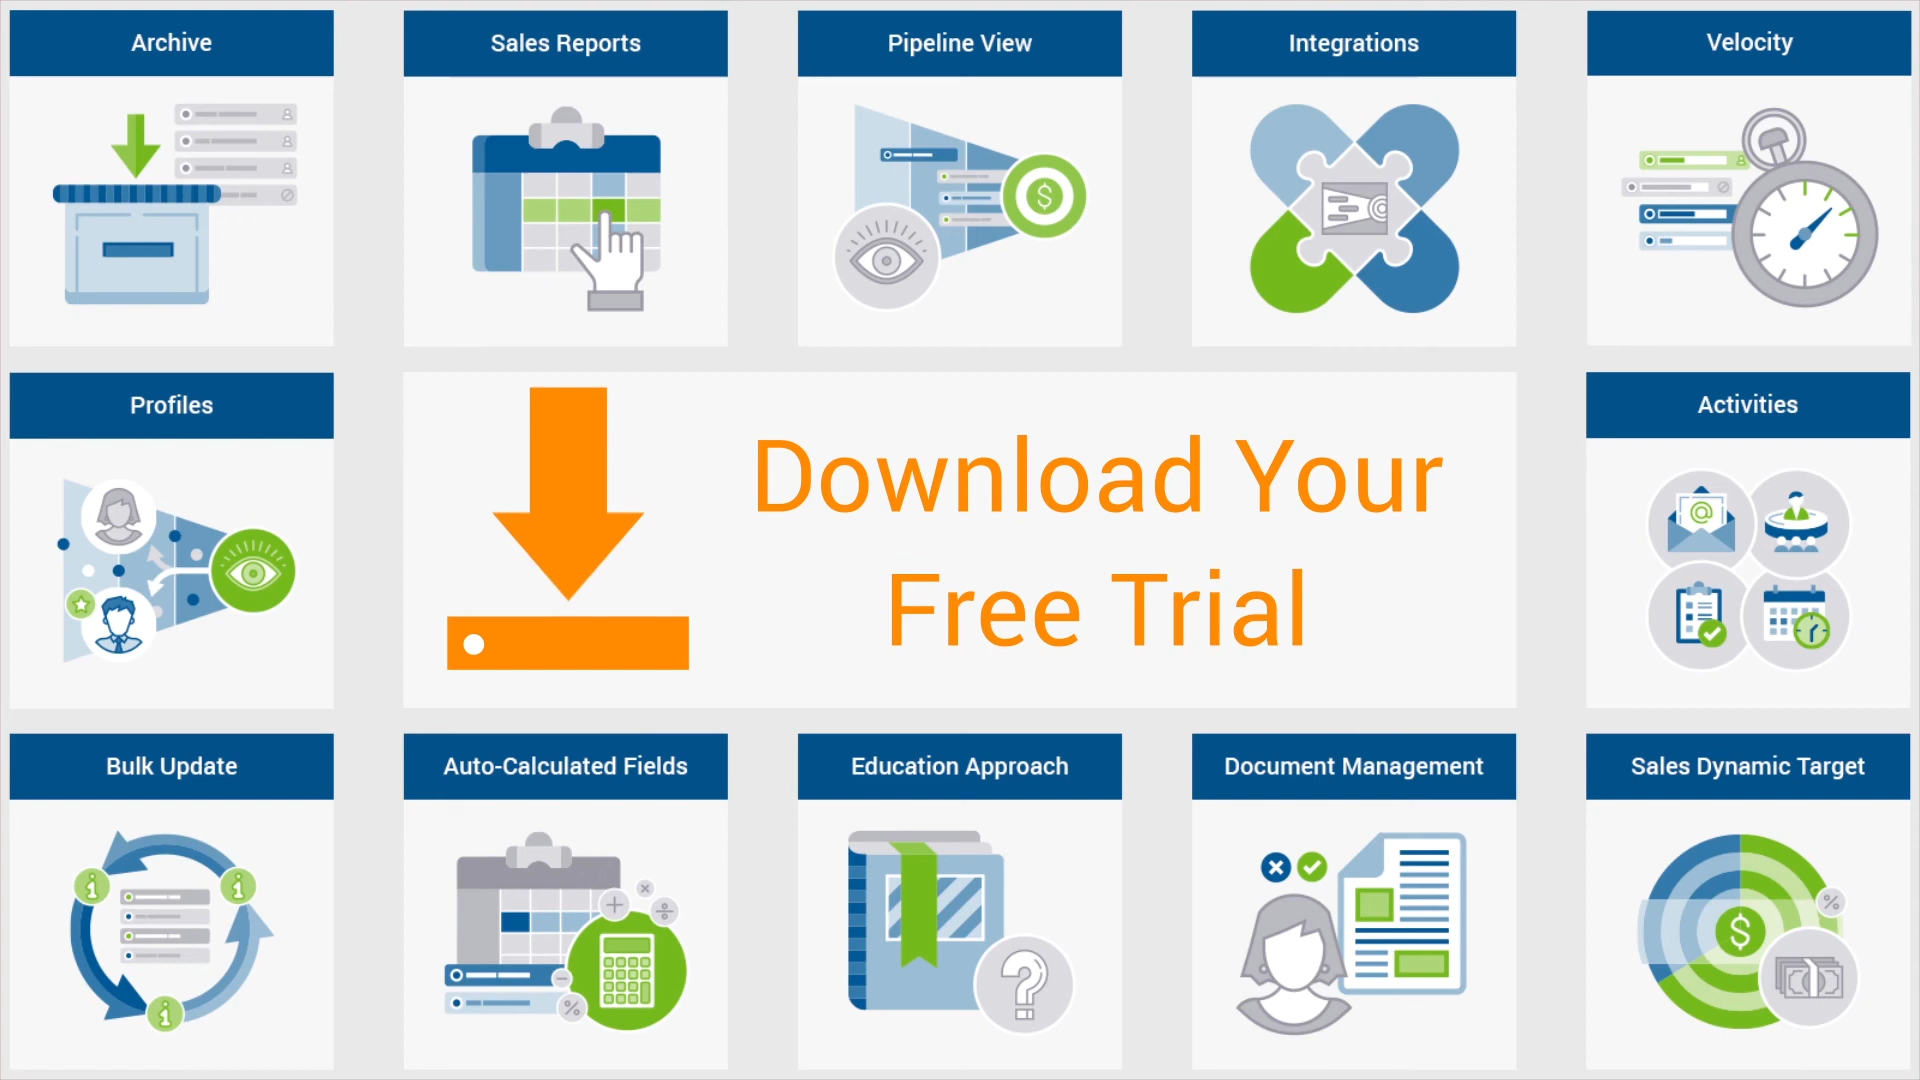 Archive
Sales Reports
Pipeline View
Integrations
Velocity
Profiles
Download Your
Free Trial
Activities
Bulk Update
Auto-Calculated Fields
Education Approach
Document Management
Sales Dynamic Target